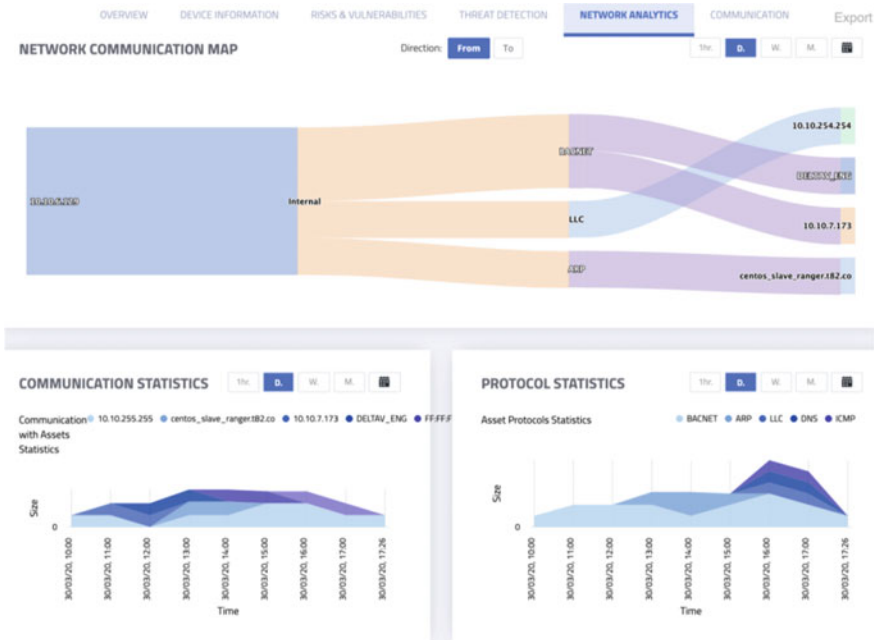 OVERVIEW DEVICE INFORMATION RISKS & VULNERABILITIES THREAT DETECTION NETWORK ANALYTICS COMMUNICATION Export
NETWORK COMMUNICATION MAP Direction: From To 1hr. D. W. M.
10.10.254.254
BACNET
DELTAV_ENG
10.10.6.129 Internal
LLC
10.10.7.173
ARP
centos_slave_ranger.t82.co
COMMUNICATION STATISTICS 1hr. D. W. M.
Communication with Assets Statistics
10.10.255.255 centos_slave_ranger.t82.co 10.10.7.173 DELTAV_ENG FF:FF:F
Size
0
30/03/20, 10:00
30/03/20, 11:00
30/03/20, 12:00
30/03/20, 13:00
30/03/20, 14:00
30/03/20, 15:00
30/03/20, 16:00
30/03/20, 17:00
30/03/20, 17:26
Time
PROTOCOL STATISTICS 1hr. D. W. M.
Asset Protocols Statistics BACNET ARP LLC DNS ICMP
Size
0
30/03/20, 10:00
30/03/20, 11:00
30/03/20, 12:00
30/03/20, 13:00
30/03/20, 14:00
30/03/20, 15:00
30/03/20, 16:00
30/03/20, 17:00
30/03/20, 17:26
Time